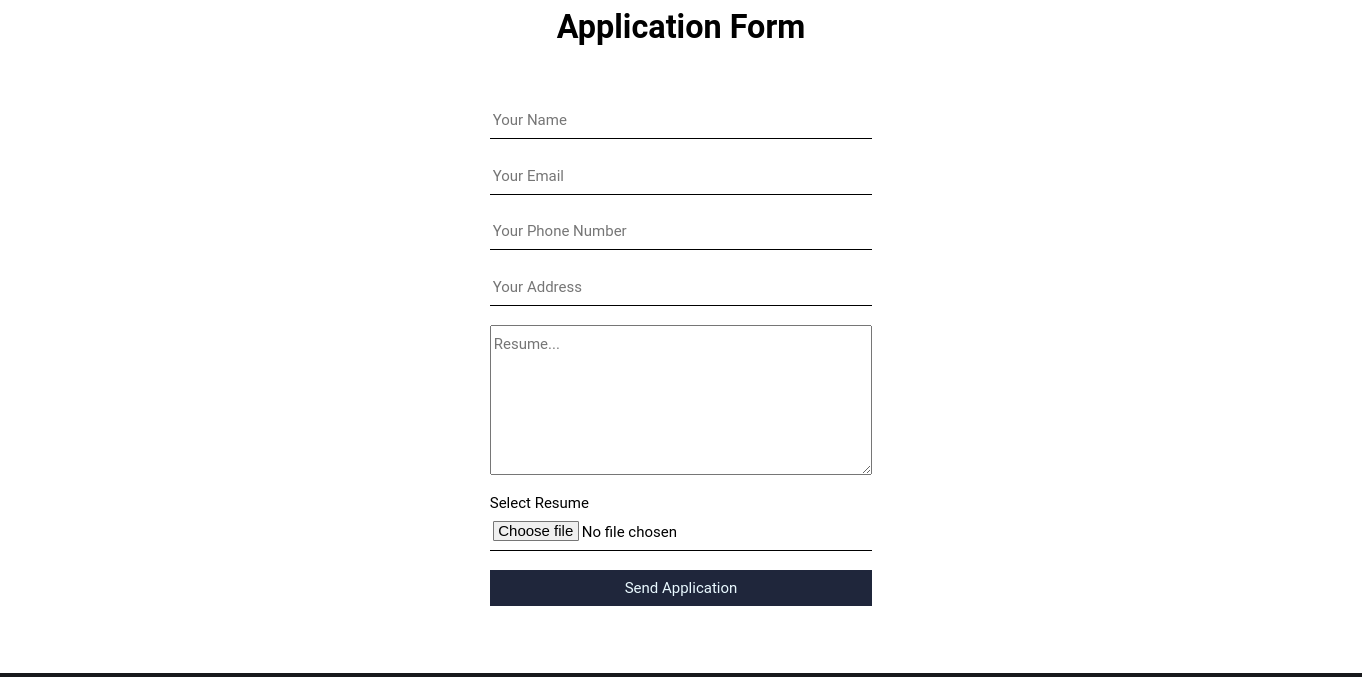 Application Form
Your Name
Your Email
Your Phone Number
Your Address
Resume...
Select Resume
Choose file No file chosen
Send Application